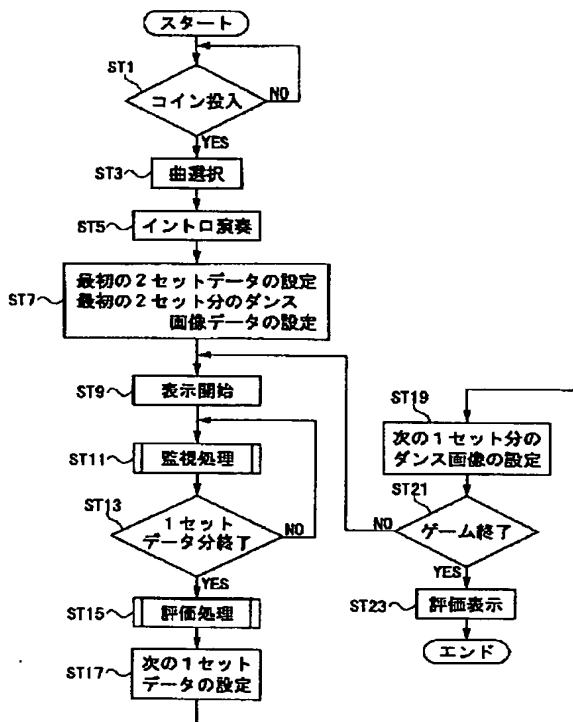 スタート
ST1
コイン投入
NO
YES
ST3
曲選択
ST5
イントロ演奏
ST7
最初の2セットデータの設定
最初の2セット分のダンス
画像データの設定
ST9
表示開始
ST11
監視処理
ST13
1セット
データ分終了
NO
YES
ST15
評価処理
ST17
次の1セット
データの設定
ST19
次の1セット分の
ダンス画像の設定
ST21
ゲーム終了
NO
YES
ST23
評価表示
エンド